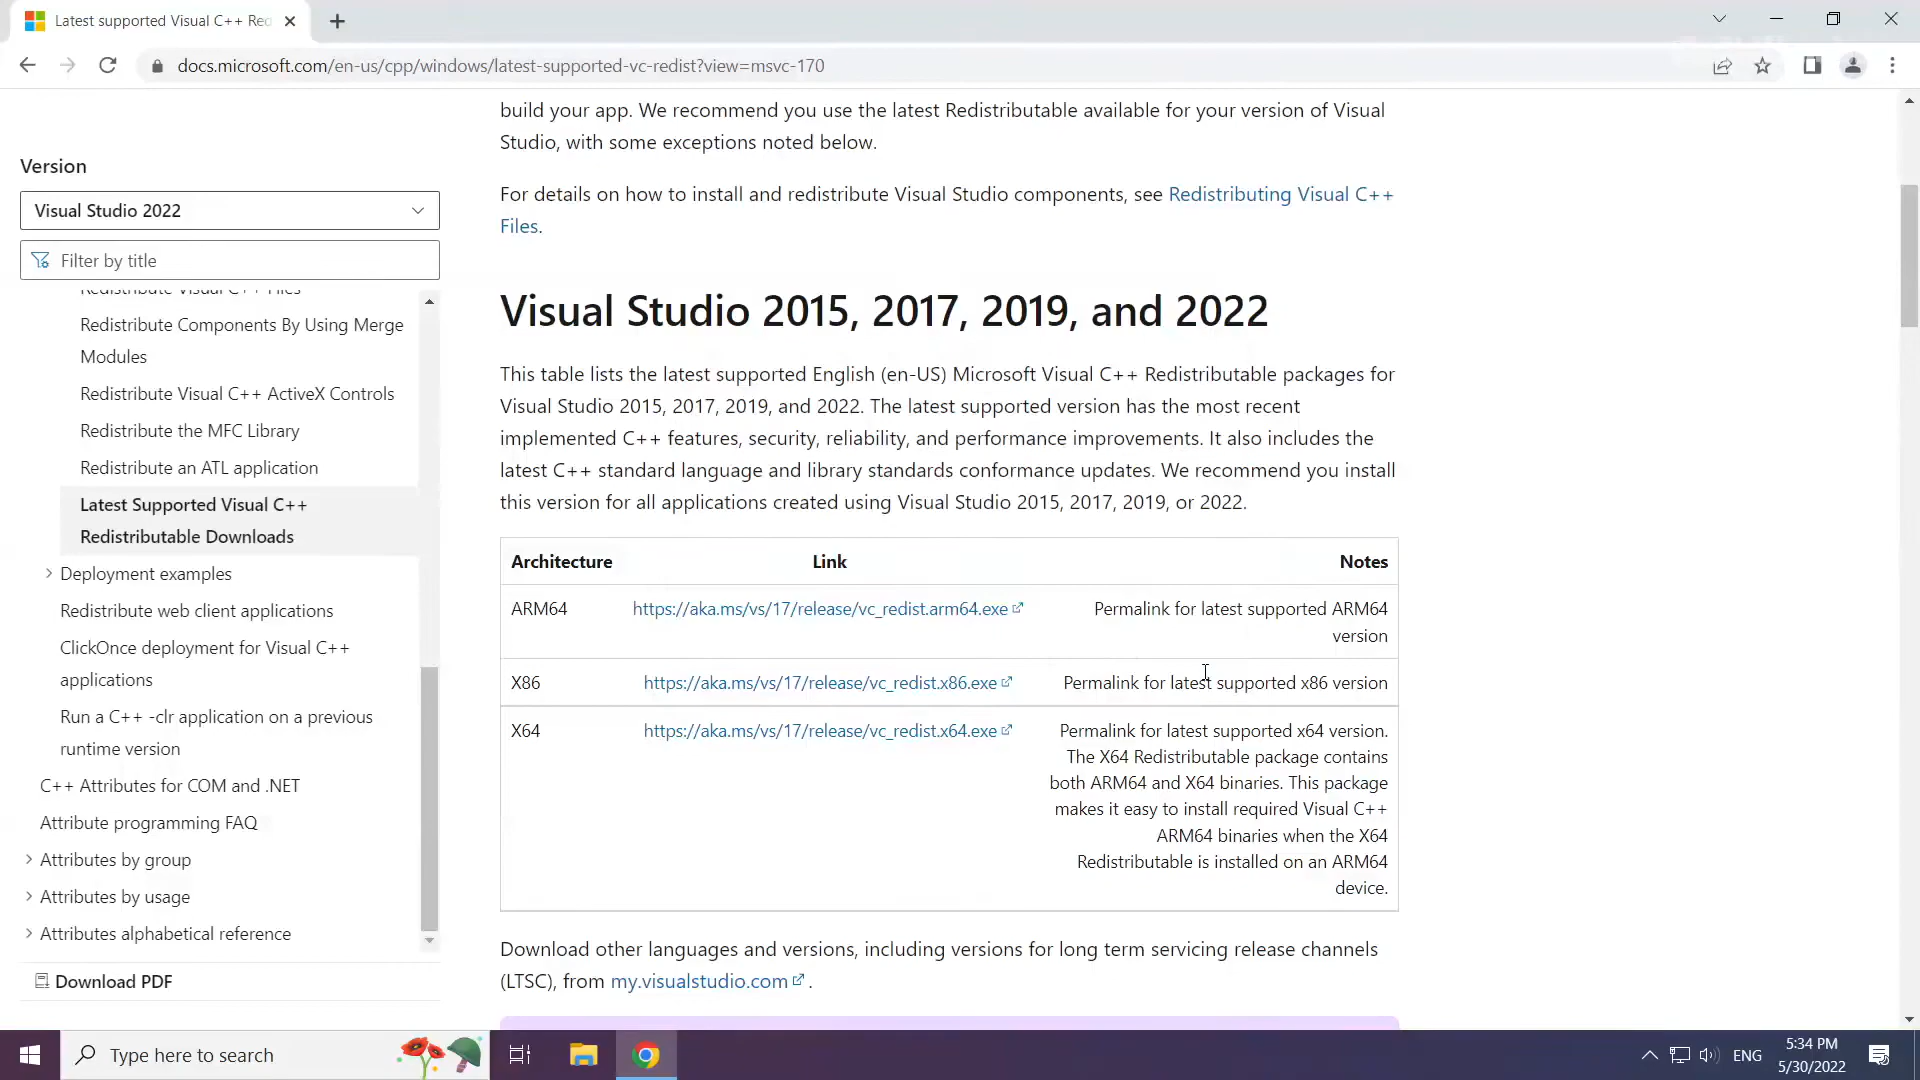 Latest supported Visual C++ Red
docs.microsoft.com/en-us/cpp/windows/latest-supported-vc-redist?view=msvc-170
Version
Visual Studio 2022
Filter by title
Redistribute Visual C++ Files
Redistribute Components By Using Merge
Modules
Redistribute Visual C++ ActiveX Controls
Redistribute the MFC Library
Redistribute an ATL application
Latest Supported Visual C++
Redistributable Downloads
Deployment examples
Redistribute web client applications
ClickOnce deployment for Visual C++
applications
Run a C++ -clr application on a previous
runtime version
C++ Attributes for COM and .NET
Attribute programming FAQ
Attributes by group
Attributes by usage
Attributes alphabetical reference
Download PDF
build your app. We recommend you use the latest Redistributable available for your version of Visual
Studio, with some exceptions noted below.
For details on how to install and redistribute Visual Studio components, see Redistributing Visual C++
Files.
Visual Studio 2015, 2017, 2019, and 2022
This table lists the latest supported English (en-US) Microsoft Visual C++ Redistributable packages for
Visual Studio 2015, 2017, 2019, and 2022. The latest supported version has the most recent
implemented C++ features, security, reliability, and performance improvements. It also includes the
latest C++ standard language and library standards conformance updates. We recommend you install
this version for all applications created using Visual Studio 2015, 2017, 2019, or 2022.
Architecture Link Notes
ARM64 https://aka.ms/vs/17/release/vc_redist.arm64.exe Permalink for latest supported ARM64
version
X86 https://aka.ms/vs/17/release/vc_redist.x86.exe Permalink for latest supported x86 version
X64 https://aka.ms/vs/17/release/vc_redist.x64.exe Permalink for latest supported x64 version.
The X64 Redistributable package contains
both ARM64 and X64 binaries. This package
makes it easy to install required Visual C++
ARM64 binaries when the X64
Redistributable is installed on an ARM64
device.
Download other languages and versions, including versions for long term servicing release channels
(LTSC), from my.visualstudio.com .
Type here to search
ENG
5:34 PM
5/30/2022